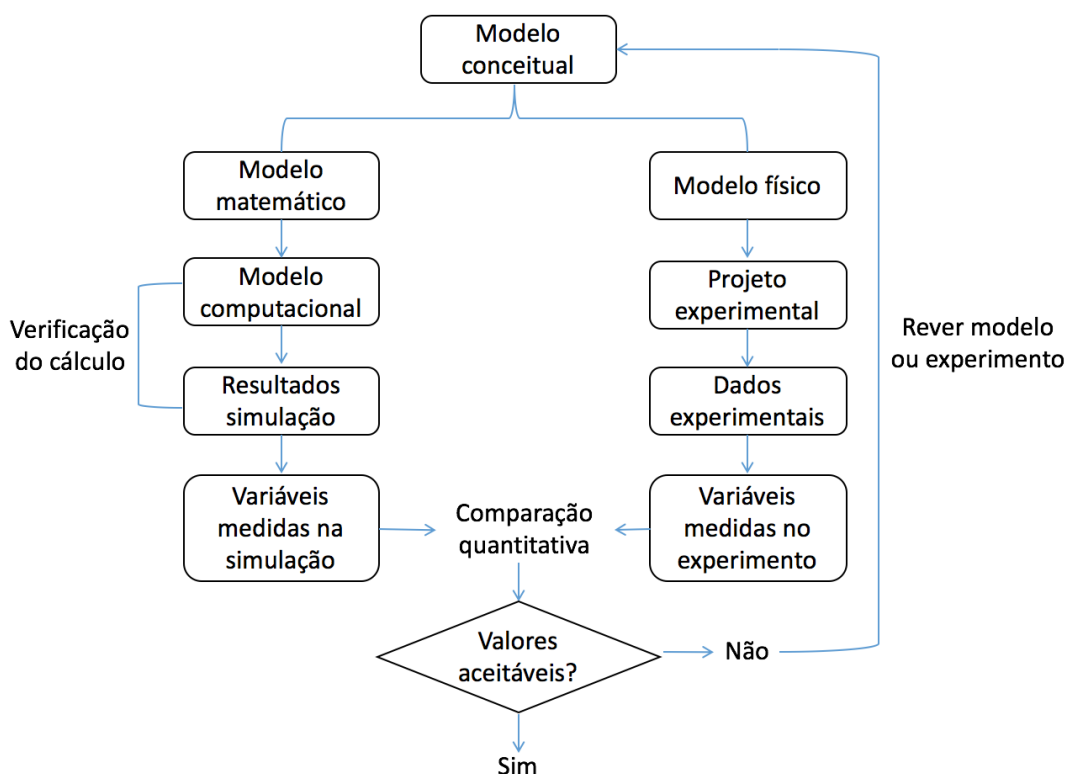 Modelo
conceitual
Modelo
matemático
Modelo físico
Modelo
computacional
Projeto
experimental
Verificação
do cálculo
Rever modelo
ou experimento
Resultados
simulação
Dados
experimentais
Variáveis
medidas na
simulação
Comparação
quantitativa
Variáveis
medidas no
experimento
Valores
aceitáveis?
Não
Sim